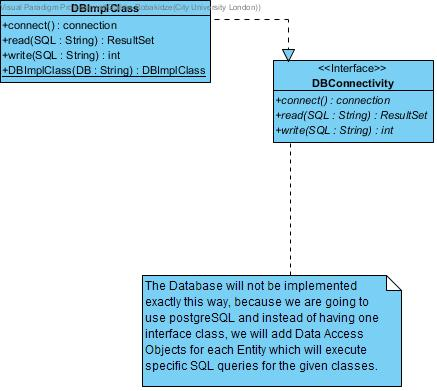 Visual Paradigm
DBImplClass
+connect() : connection
+read(SQL : String) : ResultSet
+write(SQL : String) : int
+DBImplClass(DB : String) : DBImplClass
<<Interface>>
DBConnectivity
+connect() : connection
+read(SQL : String) : ResultSet
+write(SQL : String) : int
The Database will not be implemented
exactly this way, because we are going to
use postgreSQL and instead of having one
interface class, we will add Data Access
Objects for each Entity which will execute
specific SQL queries for the given classes.